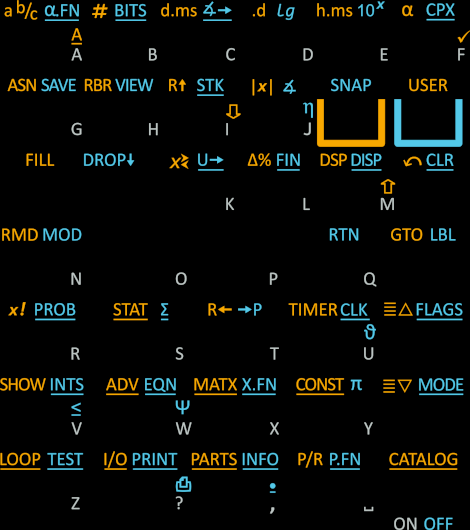 a b/c α.FN # BITS d.ms ∡→ .d lg h.ms 10ˣ α CPX
A
A B C D E F
ASN SAVE RBR VIEW R↑ STK |x| ∡ SNAP USER
η
G H I J
FILL DROP↓ x⇄ U→ Δ% FIN DSP DISP CLR
K L M
RMD MOD RTN GTO LBL
N O P Q
x! PROB STAT Σ R← →P TIMER CLK ≣△ FLAGS
ϑ
R S T U
SHOW INTS ADV EQN MATX X.FN CONST π ≣▽ MODE
≤ Ψ
V W X Y
LOOP TEST I/O PRINT PARTS INFO P/R P.FN CATALOG
Z ? , ␣
ON OFF